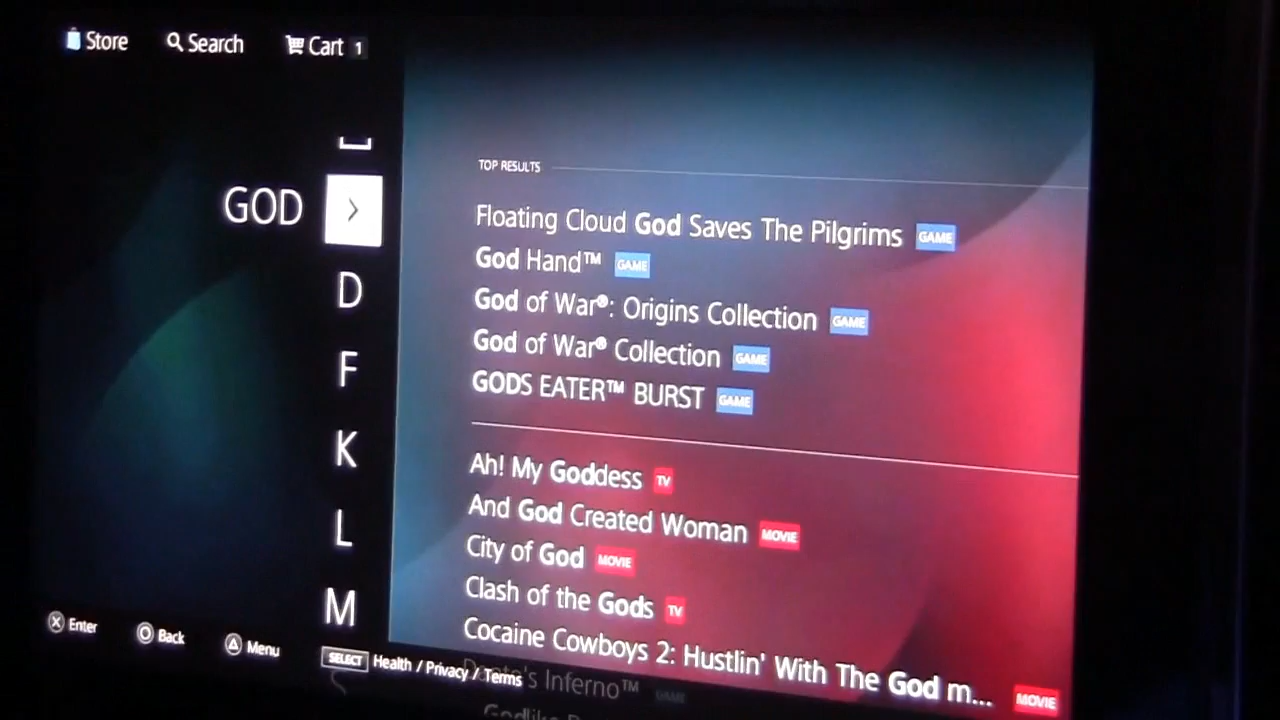 Store Search Cart 1
TOP RESULTS
GOD >
Floating Cloud God Saves The Pilgrims GAME
God Hand™ GAME
God of War®: Origins Collection GAME
God of War® Collection GAME
GODS EATER™ BURST GAME
D
F
K
L
M
Ah! My Goddess TV
And God Created Woman MOVIE
City of God MOVIE
Clash of the Gods TV
Cocaine Cowboys 2: Hustlin' With The God m... MOVIE
Dante's Inferno™ GAME
Enter Back Menu SELECT Health / Privacy / Terms